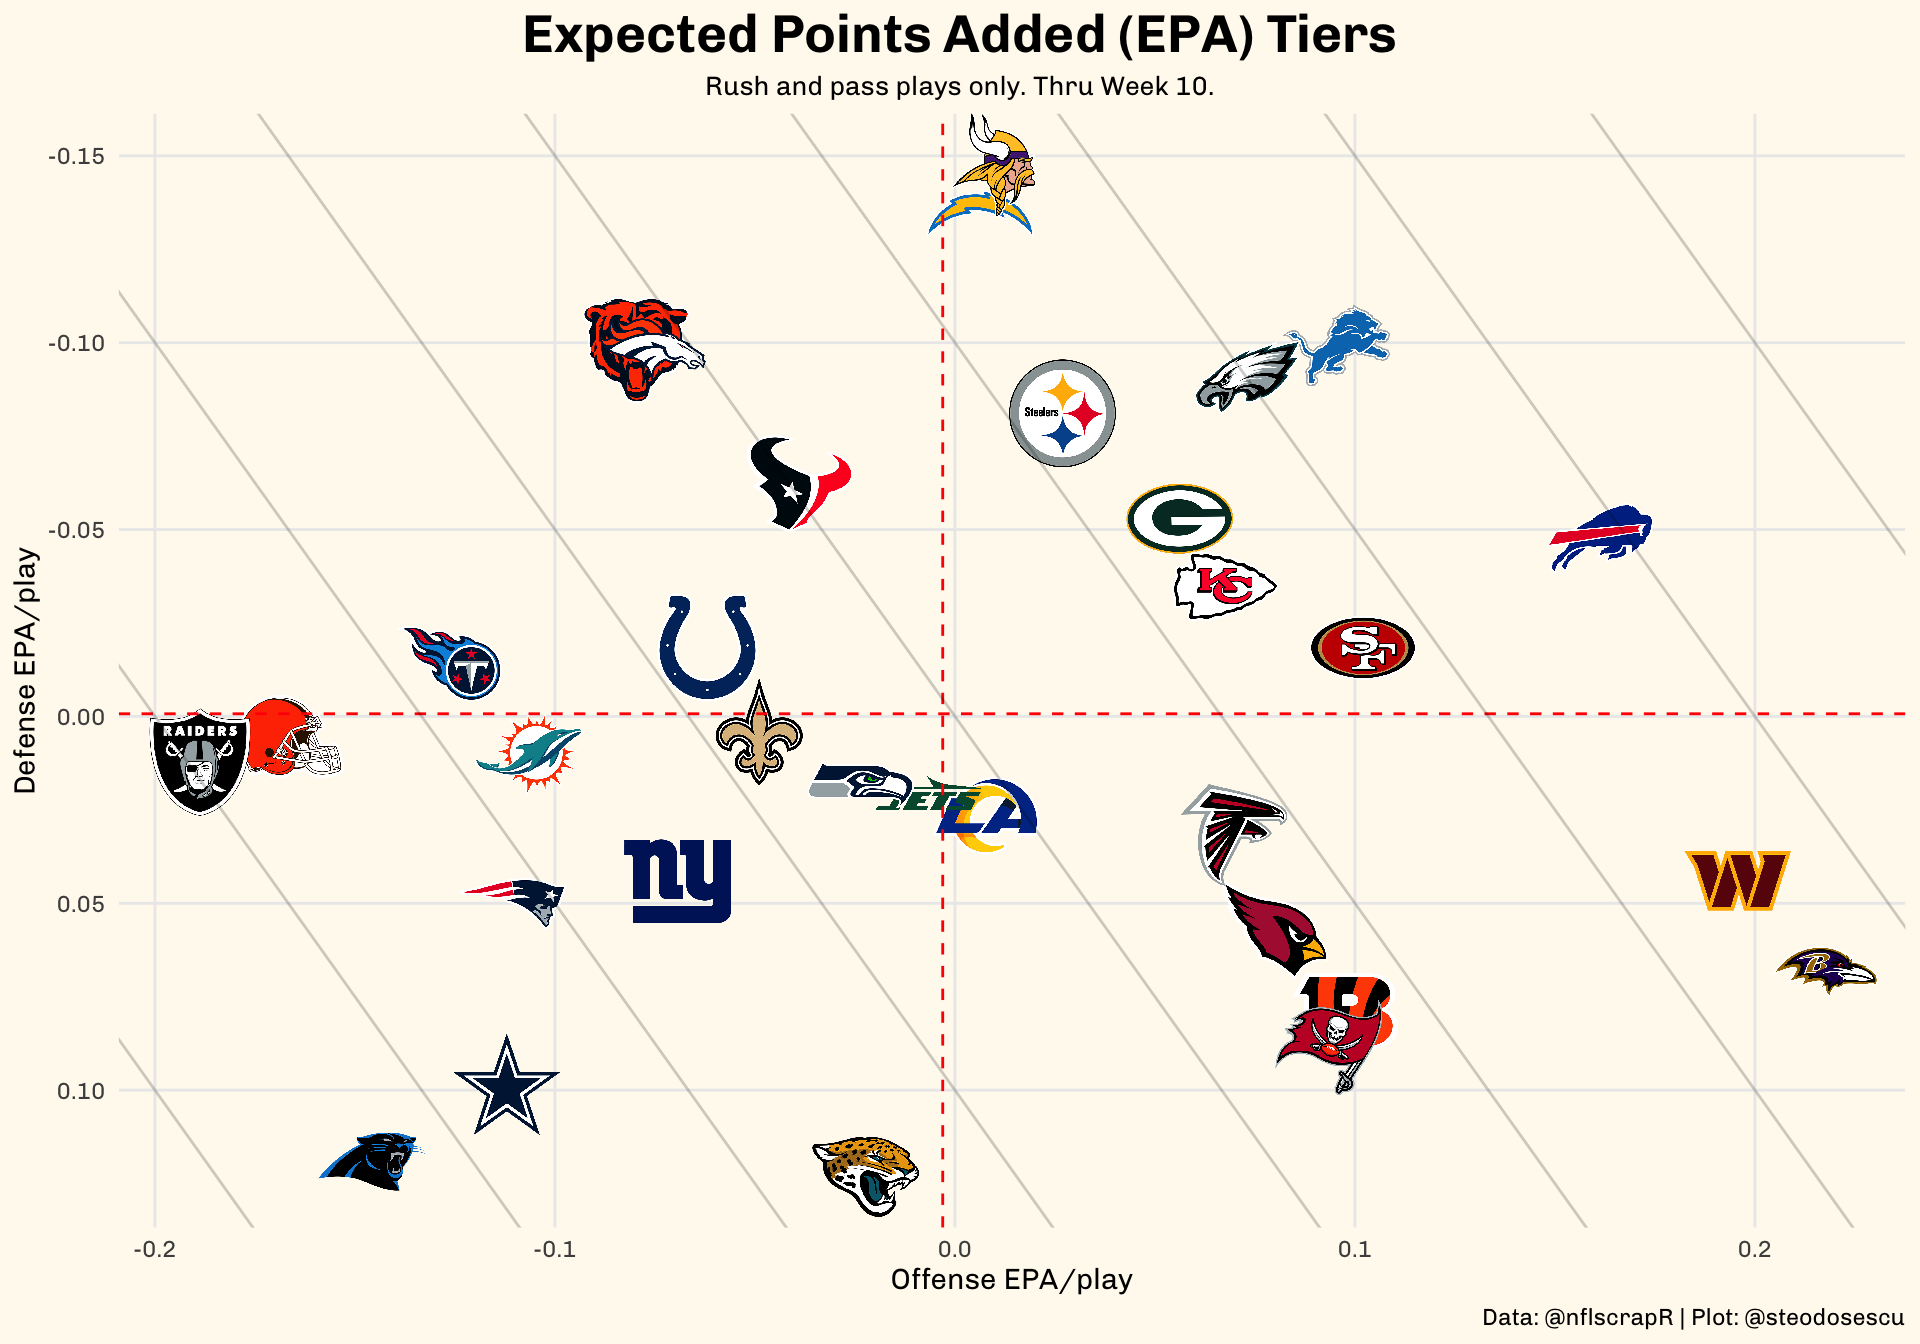 Expected Points Added (EPA) Tiers
Rush and pass plays only. Thru Week 10.
Defense EPA/play
-0.15
-0.10
-0.05
0.00
0.05
0.10
Steelers
G
KC
SF
T
RAIDERS
JETS
LA
ny
W
B
-0.2
-0.1
0.0
0.1
0.2
Offense EPA/play
Data: @nflscrapR | Plot: @steodosescu